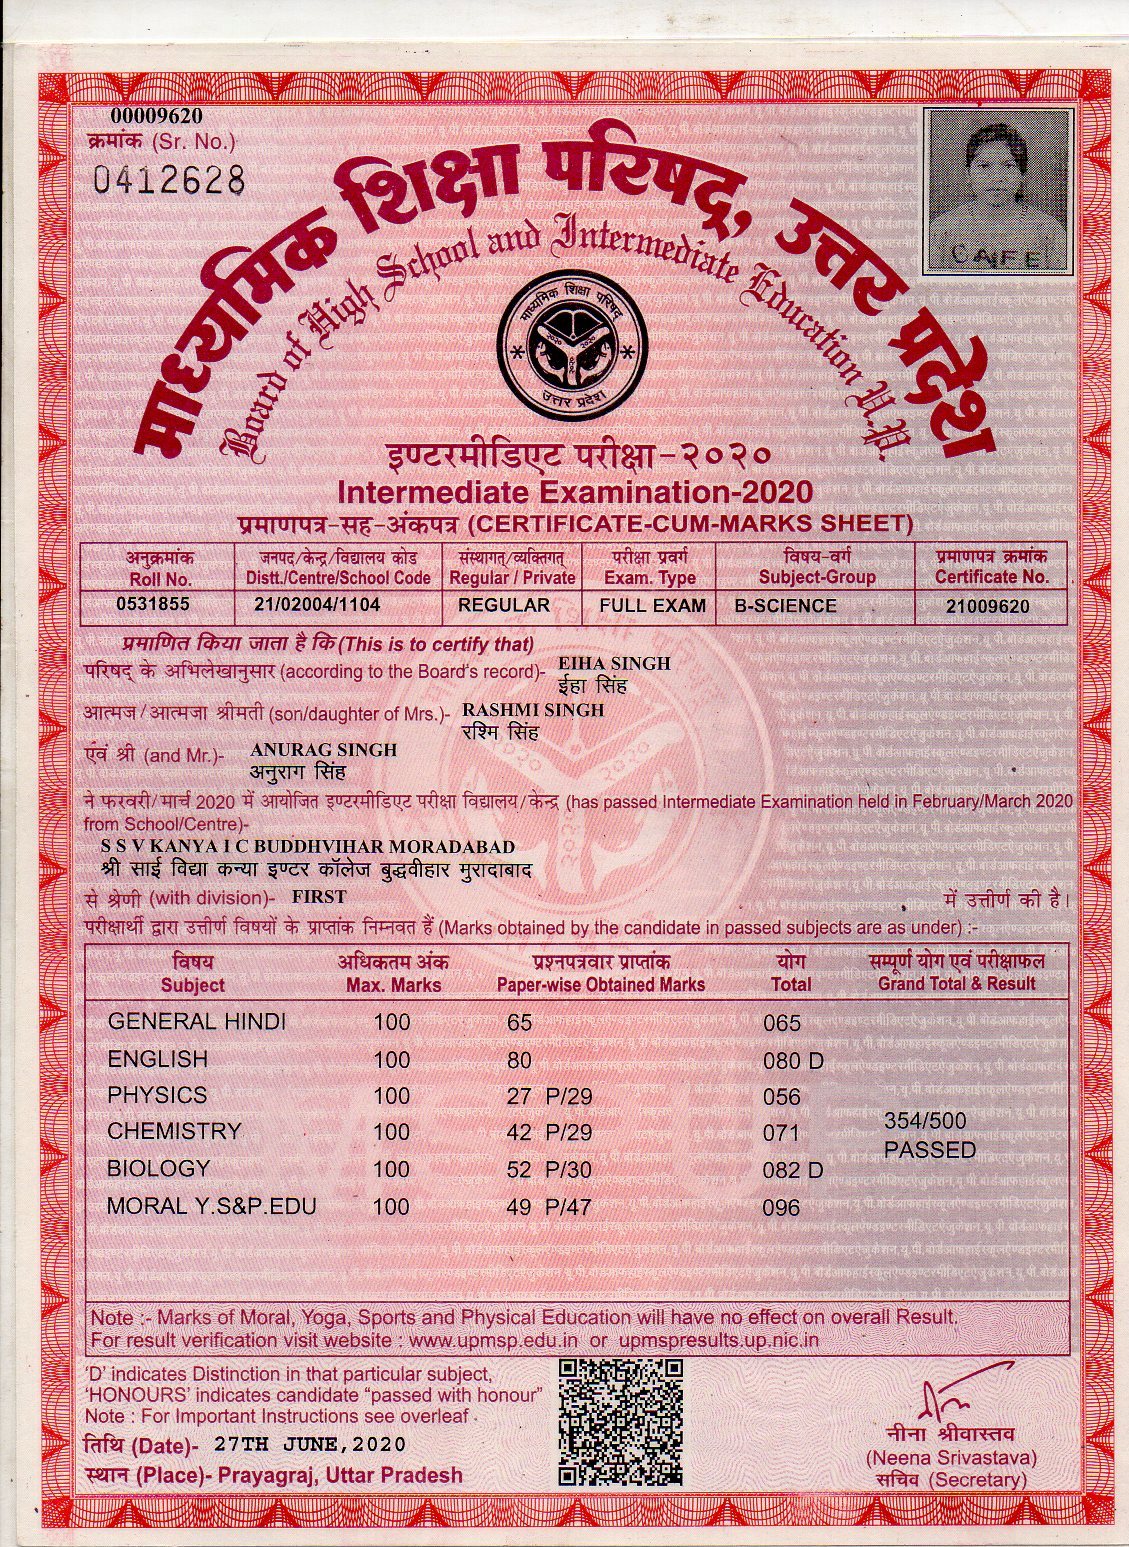 00009620
क्रमांक (Sr. No.)
0412628
माध्यमिक शिक्षा परिषद्, उत्तर प्रदेश
Board of High School and Intermediate Education U.P.
माध्यमिक शिक्षा परिषद्
उत्तर प्रदेश
इण्टरमीडिएट परीक्षा-२०२०
Intermediate Examination-2020
प्रमाणपत्र-सह-अंकपत्र (CERTIFICATE-CUM-MARKS SHEET)
अनुक्रमांक जनपद/केन्द्र/विद्यालय कोड संस्थागत्/व्यक्तिगत् परीक्षा प्रवर्ग विषय-वर्ग प्रमाणपत्र क्रमांक
Roll No. Distt./Centre/School Code Regular / Private Exam. Type Subject-Group Certificate No.
0531855 21/02004/1104 REGULAR FULL EXAM B-SCIENCE 21009620
प्रमाणित किया जाता है कि (This is to certify that)
परिषद् के अभिलेखानुसार (according to the Board's record)- EIHA SINGH
ईहा सिंह
आत्मज/आत्मजा श्रीमती (son/daughter of Mrs.)- RASHMI SINGH
रश्मि सिंह
एंव श्री (and Mr.)- ANURAG SINGH
अनुराग सिंह
ने फरवरी/मार्च 2020 में आयोजित इण्टरमीडिएट परीक्षा विद्यालय/केन्द्र (has passed Intermediate Examination held in February/March 2020
from School/Centre)-
S S V KANYA I C BUDDHVIHAR MORADABAD
श्री साई विद्या कन्या इण्टर कॉलेज बुद्धवीहार मुरादाबाद
से श्रेणी (with division)- FIRST में उत्तीर्ण की है।
परीक्षार्थी द्वारा उत्तीर्ण विषयों के प्राप्तांक निम्नवत हैं (Marks obtained by the candidate in passed subjects are as under) :-
विषय अधिकतम अंक प्रश्नपत्रवार प्राप्तांक योग सम्पूर्ण योग एवं परीक्षाफल
Subject Max. Marks Paper-wise Obtained Marks Total Grand Total & Result
GENERAL HINDI 100 65 065
ENGLISH 100 80 080 D
PHYSICS 100 27 P/29 056
CHEMISTRY 100 42 P/29 071
354/500
PASSED
BIOLOGY 100 52 P/30 082 D
MORAL Y.S&P.EDU 100 49 P/47 096
Note :- Marks of Moral, Yoga, Sports and Physical Education will have no effect on overall Result.
For result verification visit website : www.upmsp.edu.in or upmspresults.up.nic.in
'D' indicates Distinction in that particular subject,
'HONOURS' indicates candidate "passed with honour"
Note : For Important Instructions see overleaf
तिथि (Date)- 27TH JUNE,2020
स्थान (Place)- Prayagraj, Uttar Pradesh
नीना श्रीवास्तव
(Neena Srivastava)
सचिव (Secretary)